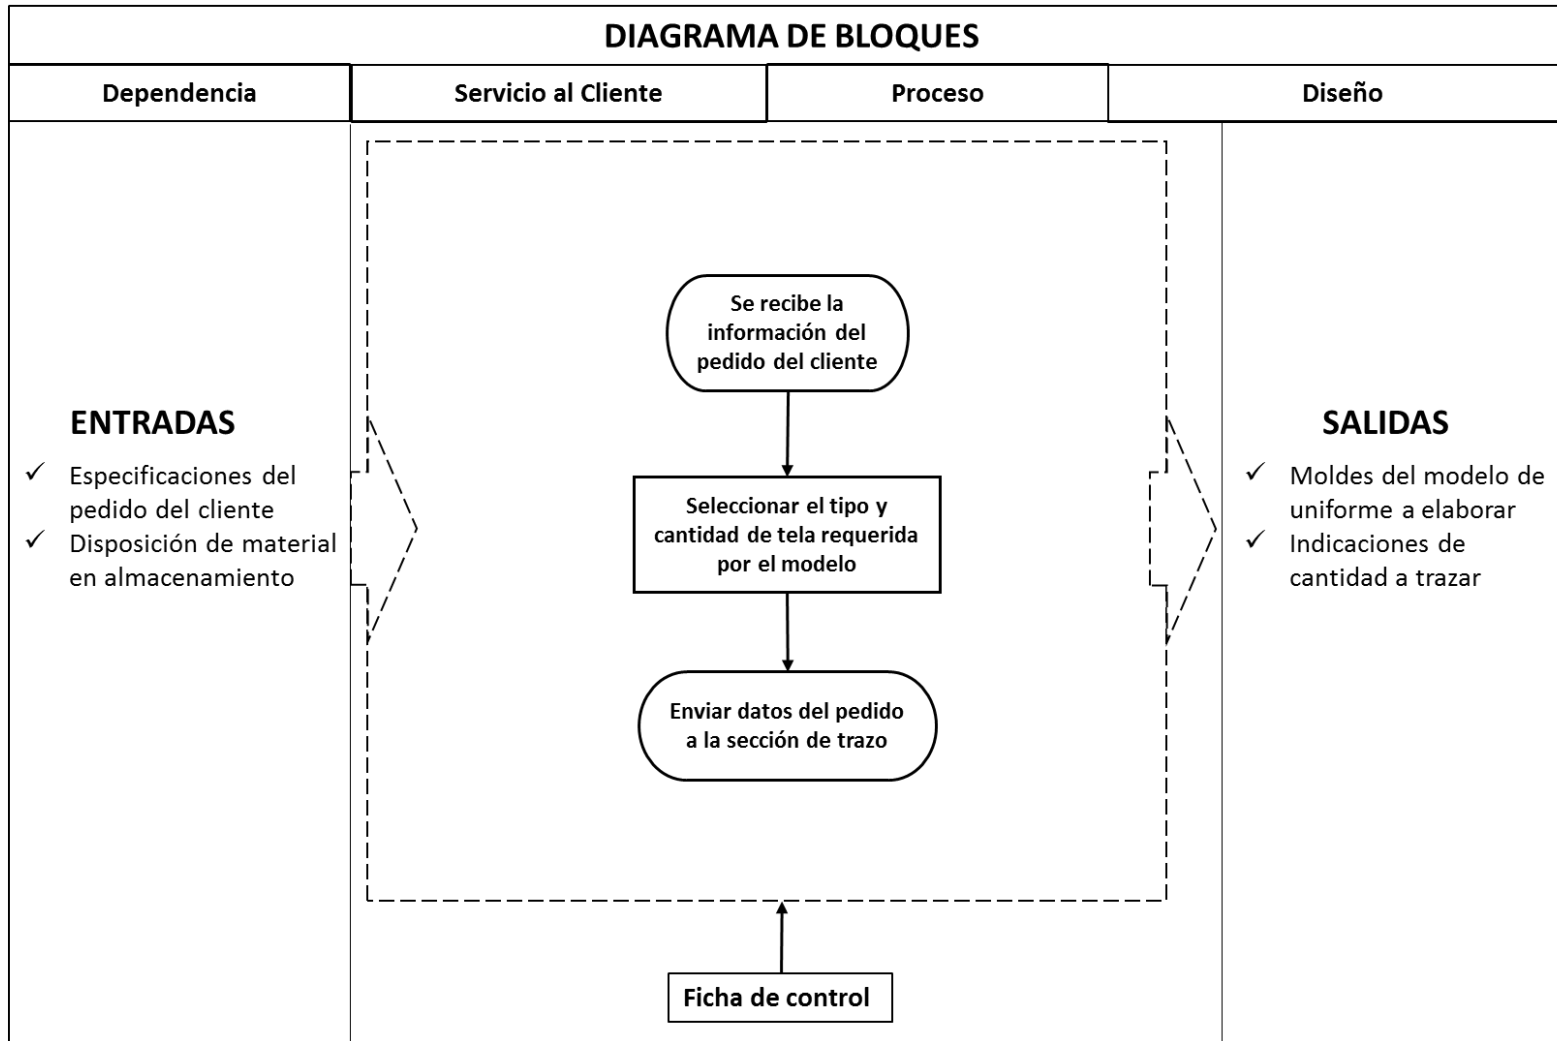 DIAGRAMA DE BLOQUES
Dependencia
Servicio al Cliente
Proceso
Diseño
ENTRADAS
✓ Especificaciones del
pedido del cliente
✓ Disposición de material
en almacenamiento
Se recibe la
información del
pedido del cliente
Seleccionar el tipo y
cantidad de tela requerida
por el modelo
Enviar datos del pedido
a la sección de trazo
Ficha de control
SALIDAS
✓ Moldes del modelo de
uniforme a elaborar
✓ Indicaciones de
cantidad a trazar